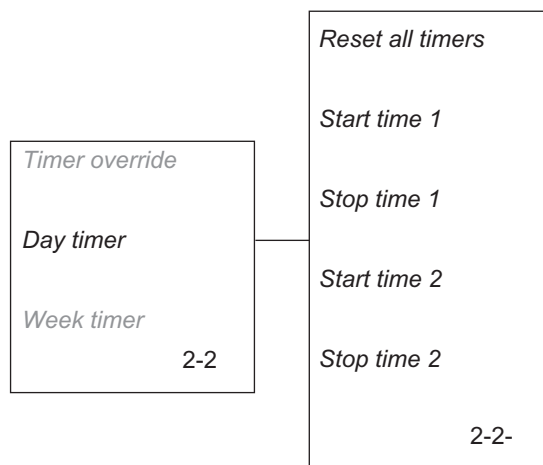 Timer override
Day timer
Week timer
2-2
Reset all timers
Start time 1
Stop time 1
Start time 2
Stop time 2
2-2-